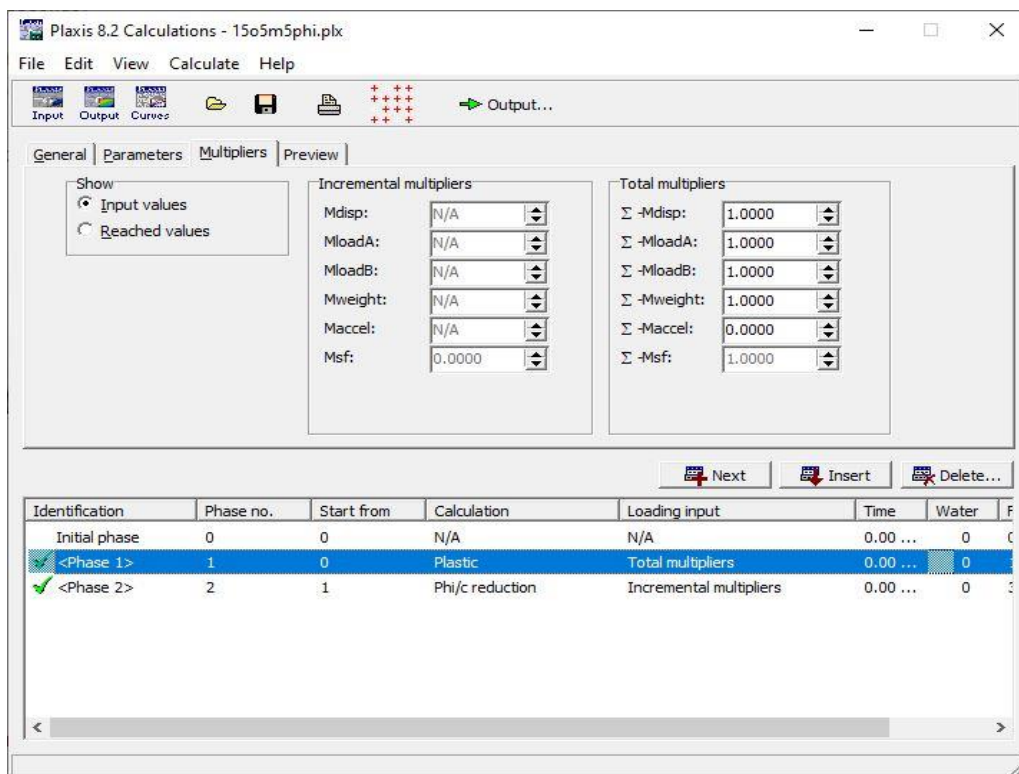 Plaxis 8.2 Calculations - 15o5m5phi.plx
File Edit View Calculate Help
Input Output Curves Output...
General Parameters Multipliers Preview
Show
Input values
Reached values
Incremental multipliers
Mdisp: N/A
MloadA: N/A
MloadB: N/A
Mweight: N/A
Maccel: N/A
Msf: 0.0000
Total multipliers
Σ -Mdisp: 1.0000
Σ -MloadA: 1.0000
Σ -MloadB: 1.0000
Σ -Mweight: 1.0000
Σ -Maccel: 0.0000
Σ -Msf: 1.0000
Next Insert Delete...
Identification Phase no. Start from Calculation Loading input Time Water
Initial phase 0 0 N/A N/A 0.00 ... 0
<Phase 1> 1 0 Plastic Total multipliers 0.00 ... 0
<Phase 2> 2 1 Phi/c reduction Incremental multipliers 0.00 ... 0